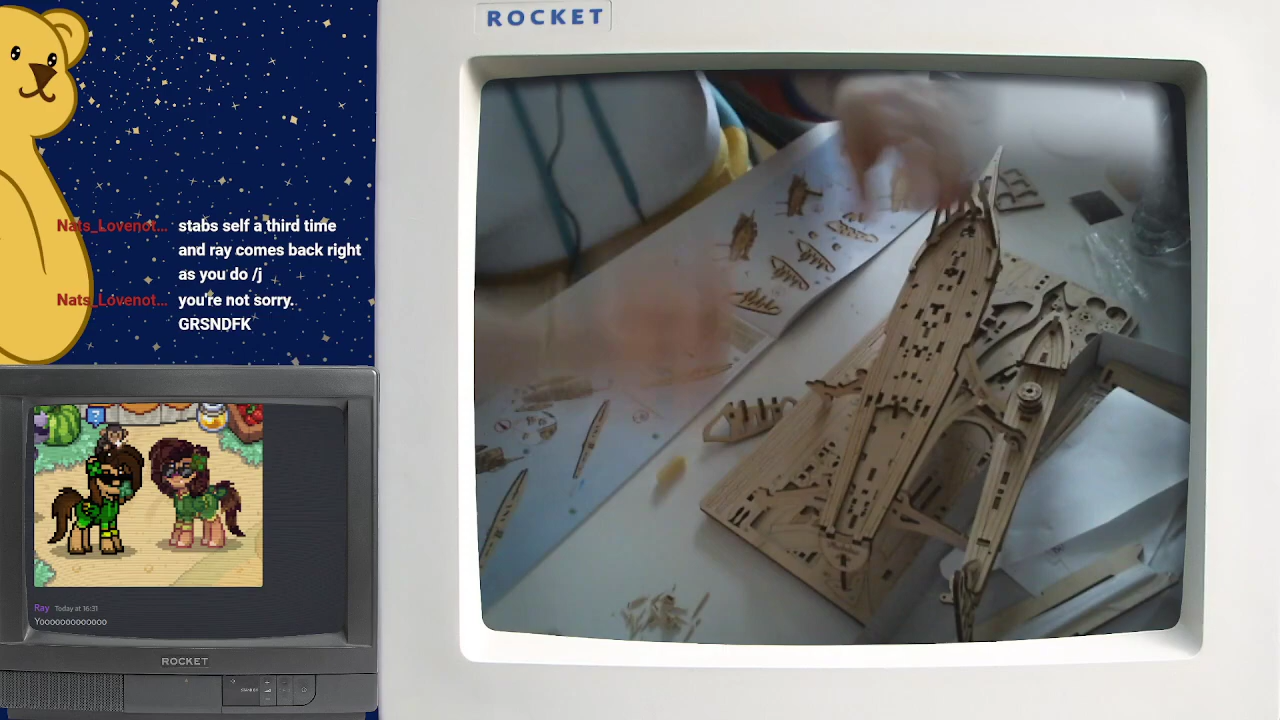 ROCKET
Nats_Lovenot... stabs self a third time
and ray comes back right
as you do /j
Nats_Lovenot... you're not sorry.
GRSNDFK
?
Ray Today at 16:31
Yooooooooooooo
ROCKET